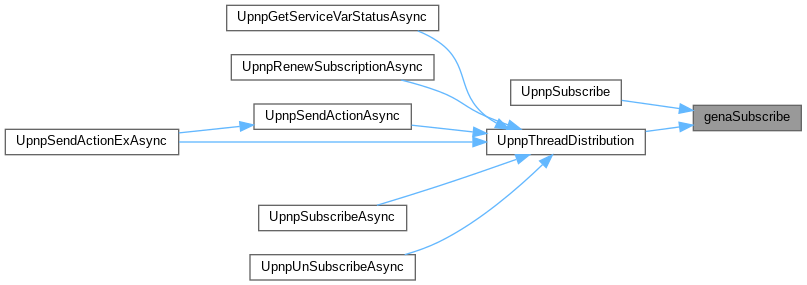 UpnpGetServiceVarStatusAsync
UpnpRenewSubscriptionAsync
UpnpSubscribe
UpnpSendActionAsync
genaSubscribe
UpnpSendActionExAsync
UpnpThreadDistribution
UpnpSubscribeAsync
UpnpUnSubscribeAsync